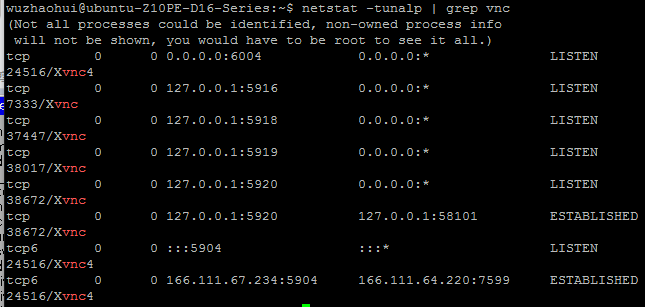 wuzhaohui@ubuntu-Z10PE-D16-Series:~$ netstat -tunalp | grep vnc
(Not all processes could be identified, non-owned process info
 will not be shown, you would have to be root to see it all.)
tcp        0      0 0.0.0.0:6004            0.0.0.0:*               LISTEN
24516/Xvnc4
tcp        0      0 127.0.0.1:5916          0.0.0.0:*               LISTEN
7333/Xvnc
tcp        0      0 127.0.0.1:5918          0.0.0.0:*               LISTEN
37447/Xvnc
tcp        0      0 127.0.0.1:5919          0.0.0.0:*               LISTEN
38017/Xvnc
tcp        0      0 127.0.0.1:5920          0.0.0.0:*               LISTEN
38672/Xvnc
tcp        0      0 127.0.0.1:5920          127.0.0.1:58101         ESTABLISHED
38672/Xvnc
tcp6       0      0 :::5904                 :::*                    LISTEN
24516/Xvnc4
tcp6       0      0 166.111.67.234:5904     166.111.64.220:7599     ESTABLISHED
24516/Xvnc4